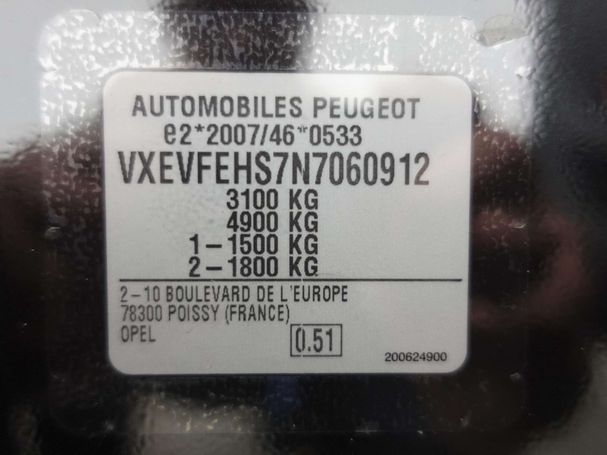 AUTOMOBILES PEUGEOT
e2*2007/46*0533
VXEVFEHS7N7060912
3100 KG
4900 KG
1-1500 KG
2-1800 KG
2-10 BOULEVARD DE L'EUROPE
78300 POISSY (FRANCE)
OPEL
0.51
200624900